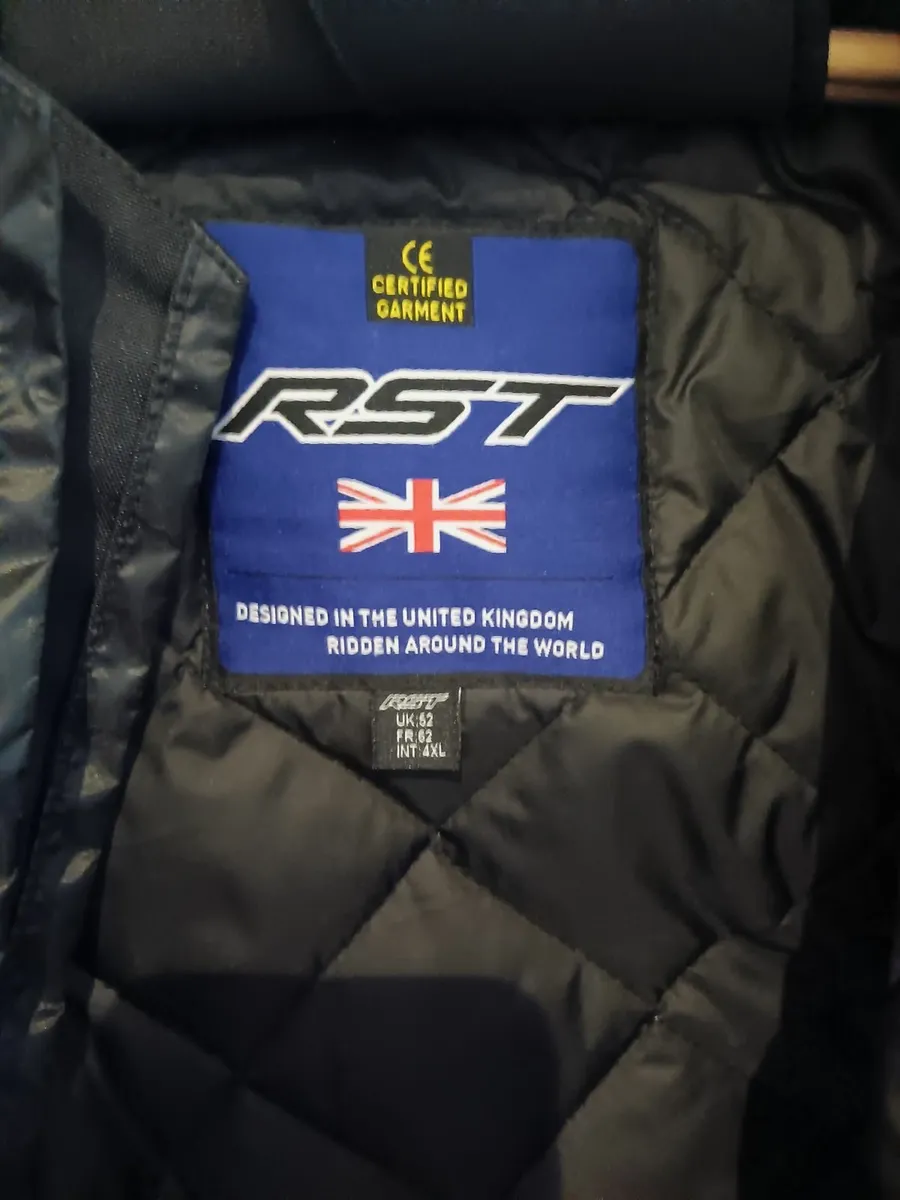 CE
CERTIFIED
GARMENT
RST
DESIGNED IN THE UNITED KINGDOM
RIDDEN AROUND THE WORLD
RST
UK:52
FR:62
INT:4XL